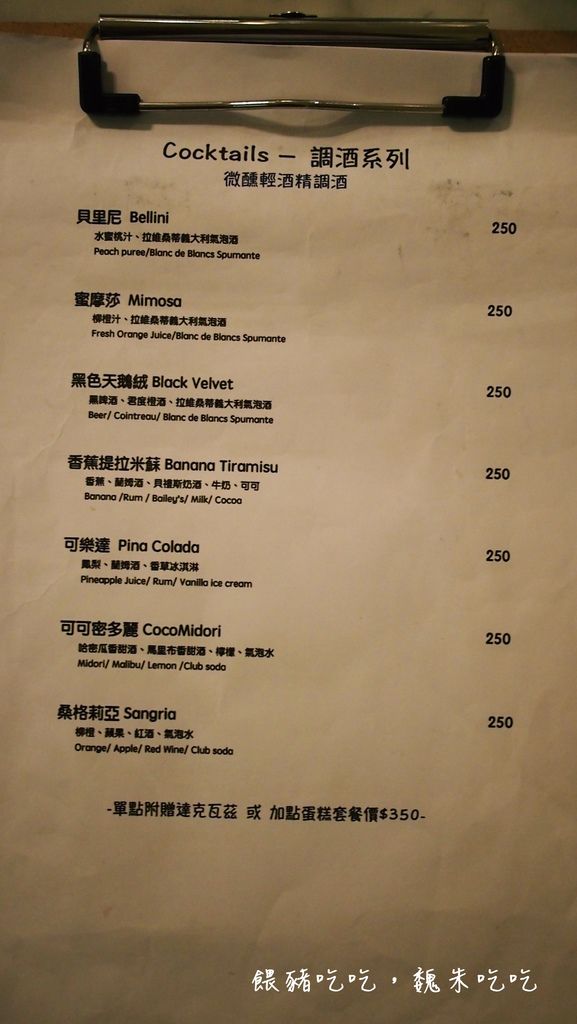 Cocktails — 調酒系列
微醺輕酒精調酒
貝里尼 Bellini 250
水蜜桃汁、拉維桑蒂義大利氣泡酒
Peach puree/Blanc de Blancs Spumante
蜜摩莎 Mimosa 250
柳橙汁、拉維桑蒂義大利氣泡酒
Fresh Orange Juice/Blanc de Blancs Spumante
黑色天鵝絨 Black Velvet 250
黑啤酒、君度橙酒、拉維桑蒂義大利氣泡酒
Beer/ Cointreau/ Blanc de Blancs Spumante
香蕉提拉米蘇 Banana Tiramisu 250
香蕉、蘭姆酒、貝禮斯奶酒、牛奶、可可
Banana /Rum / Bailey's/ Milk/ Cocoa
可樂達 Pina Colada 250
鳳梨、蘭姆酒、香草冰淇淋
Pineapple Juice/ Rum/ Vanilla ice cream
可可密多麗 CocoMidori 250
哈密瓜香甜酒、馬里布香甜酒、檸檬、氣泡水
Midori/ Malibu/ Lemon /Club soda
桑格莉亞 Sangria 250
柳橙、蘋果、紅酒、氣泡水
Orange/ Apple/ Red Wine/ Club soda
-單點附贈達克瓦茲 或 加點蛋糕套餐價$350-
餵豬吃吃，魏朱吃吃